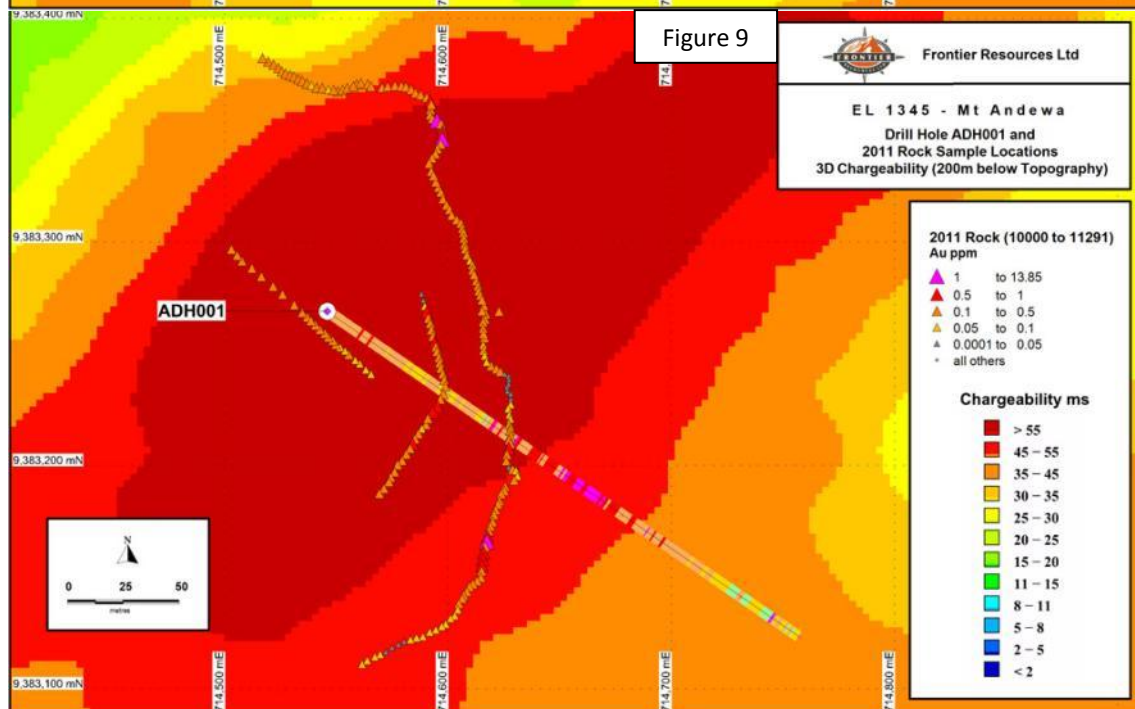 9,383,400 mN
714,500 mE
714,600 mE
714,700 mE
Figure 9
FRONTIER
Frontier Resources Ltd
EL 1345 - Mt Andewa
Drill Hole ADH001 and
2011 Rock Sample Locations
3D Chargeability (200m below Topography)
9,383,300 mN
ADH001
2011 Rock (10000 to 11291)
Au ppm
1 to 13.85
0.5 to 1
0.1 to 0.5
0.05 to 0.1
0.0001 to 0.05
all others
Chargeability ms
> 55
45 – 55
35 – 45
30 – 35
25 – 30
20 – 25
15 – 20
11 – 15
8 – 11
5 – 8
2 – 5
< 2
9,383,200 mN
N
0 25 50
metres
9,383,100 mN
714,500 mE
714,600 mE
714,700 mE
714,800 mE